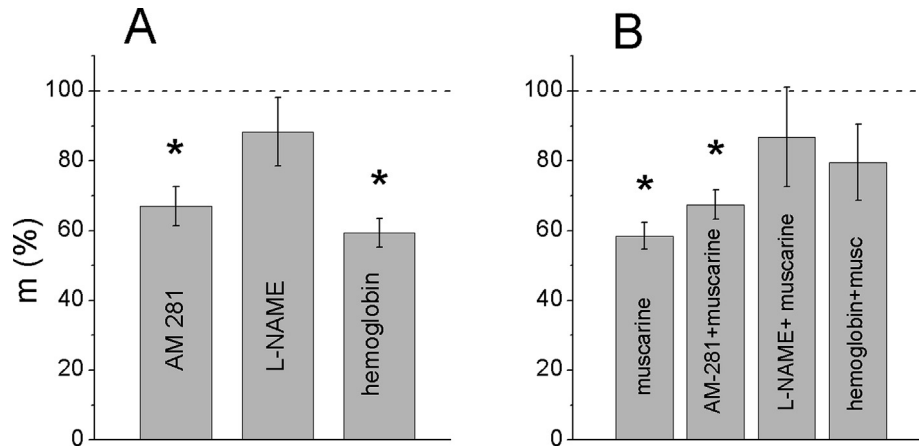 A
m (%)
100
80
60
40
20
0
*
*
AM 281
L-NAME
hemoglobin
B
100
80
60
40
20
0
*
*
muscarine
AM-281+muscarine
L-NAME+ muscarine
hemoglobin+musc